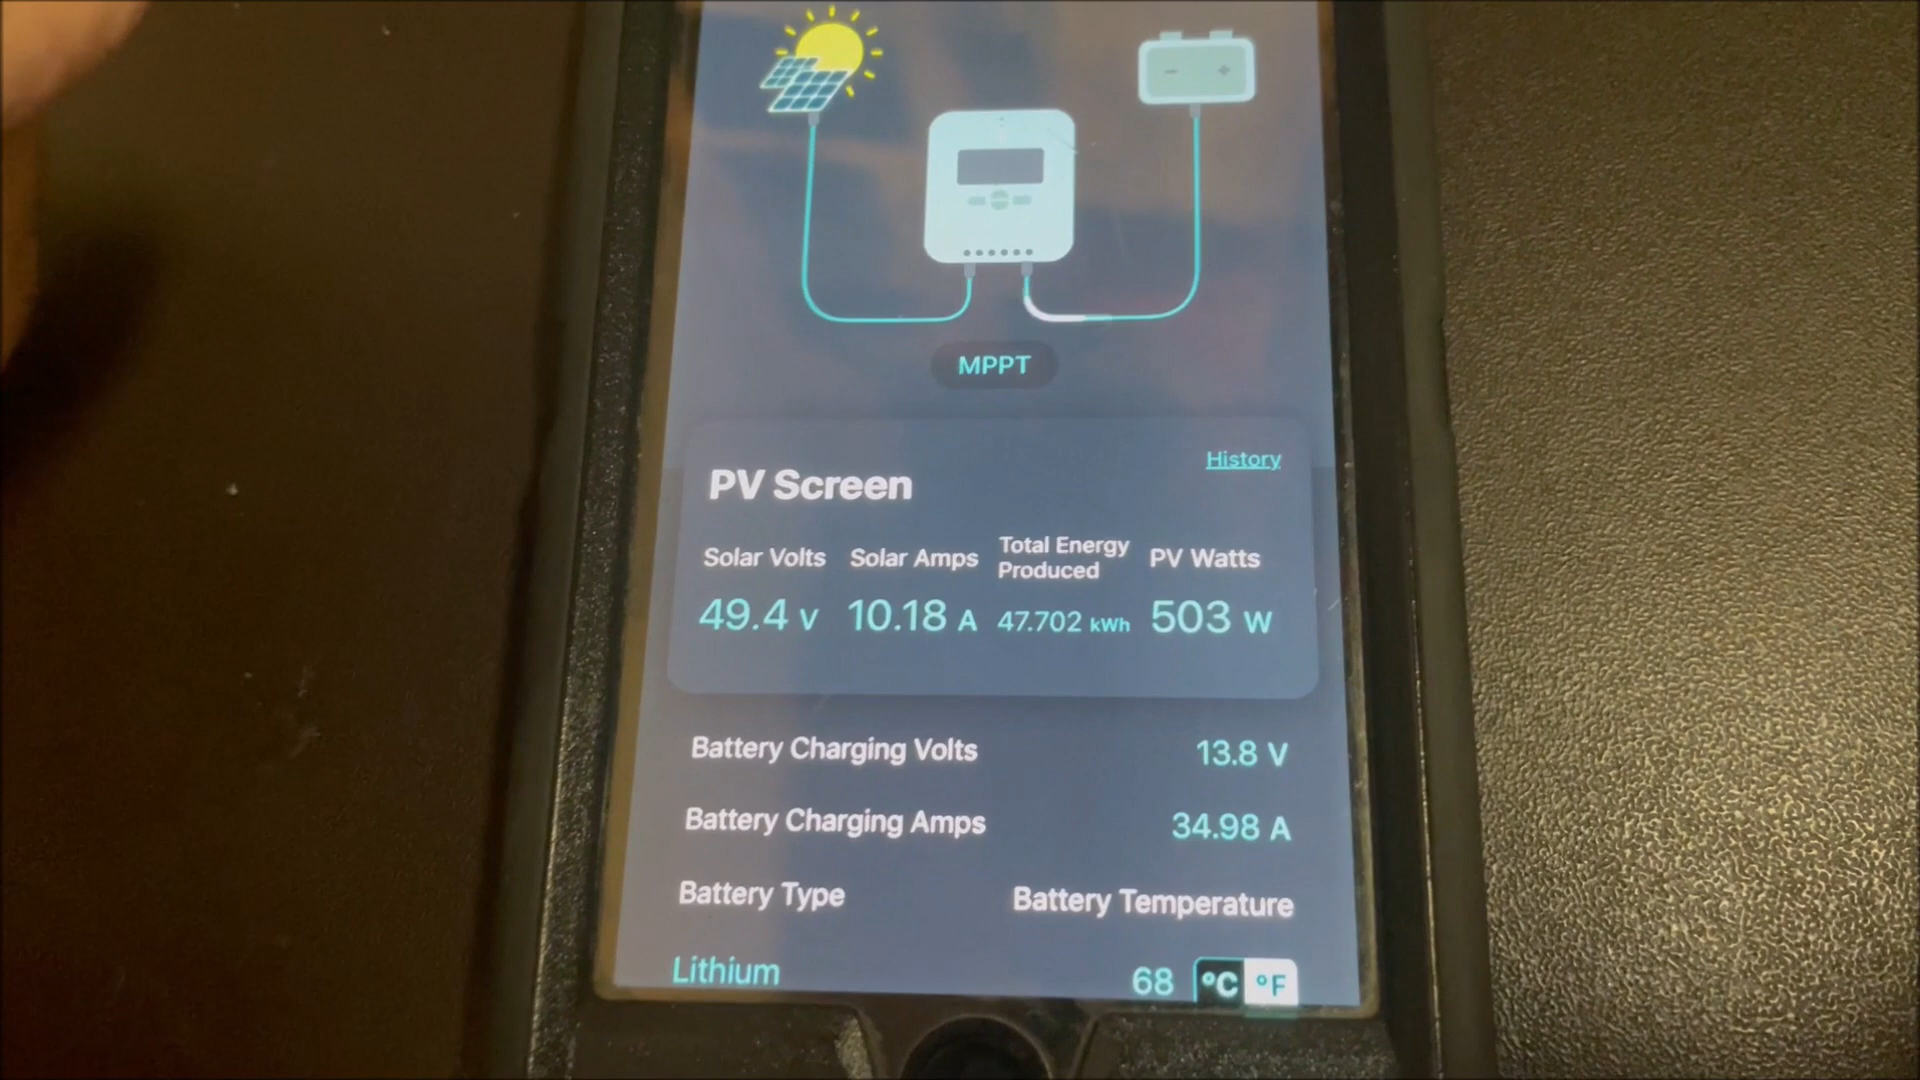 MPPT
History
PV Screen
Solar Volts Solar Amps Total Energy Produced PV Watts
49.4 V 10.18 A 47.702 kWh 503 W
Battery Charging Volts 13.8 V
Battery Charging Amps 34.98 A
Battery Type Battery Temperature
Lithium 68 °C °F